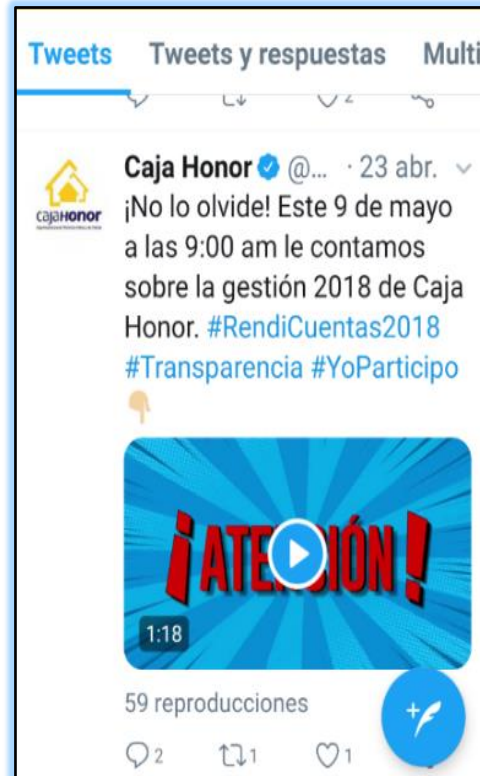 Tweets Tweets y respuestas Multi
2
Caja Honor @... · 23 abr.
cajaHONOR
¡No lo olvide! Este 9 de mayo
a las 9:00 am le contamos
sobre la gestión 2018 de Caja
Honor. #RendiCuentas2018
#Transparencia #YoParticipo
¡ATENCIÓN!
1:18
59 reproducciones
2 1 1